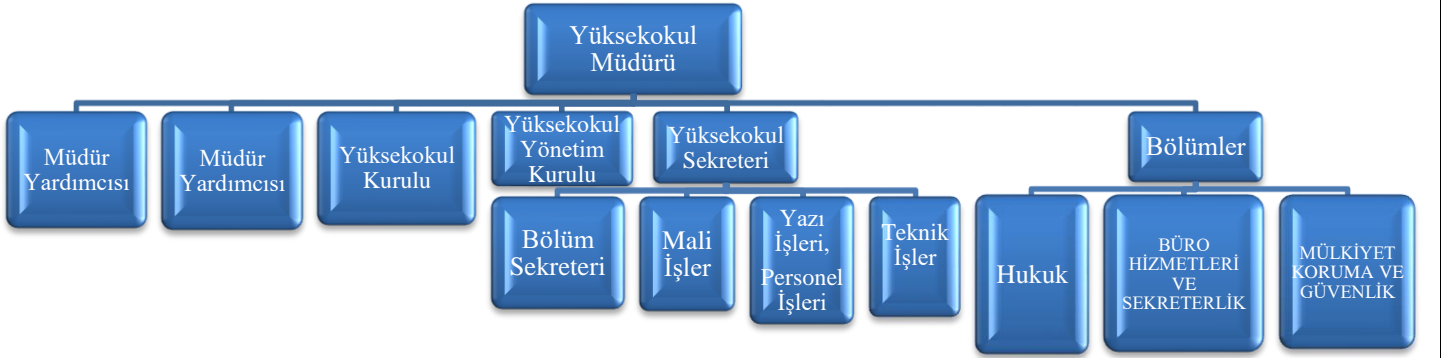 Yüksekokul
Müdürü
Müdür
Yardımcısı
Müdür
Yardımcısı
Yüksekokul
Kurulu
Yüksekokul
Yönetim
Kurulu
Yüksekokul
Sekreteri
Bölümler
Bölüm
Sekreteri
Mali
İşler
Yazı
İşleri,
Personel
İşleri
Teknik
İşler
Hukuk
BÜRO
HİZMETLERİ
VE
SEKRETERLİK
MÜLKİYET
KORUMA VE
GÜVENLİK